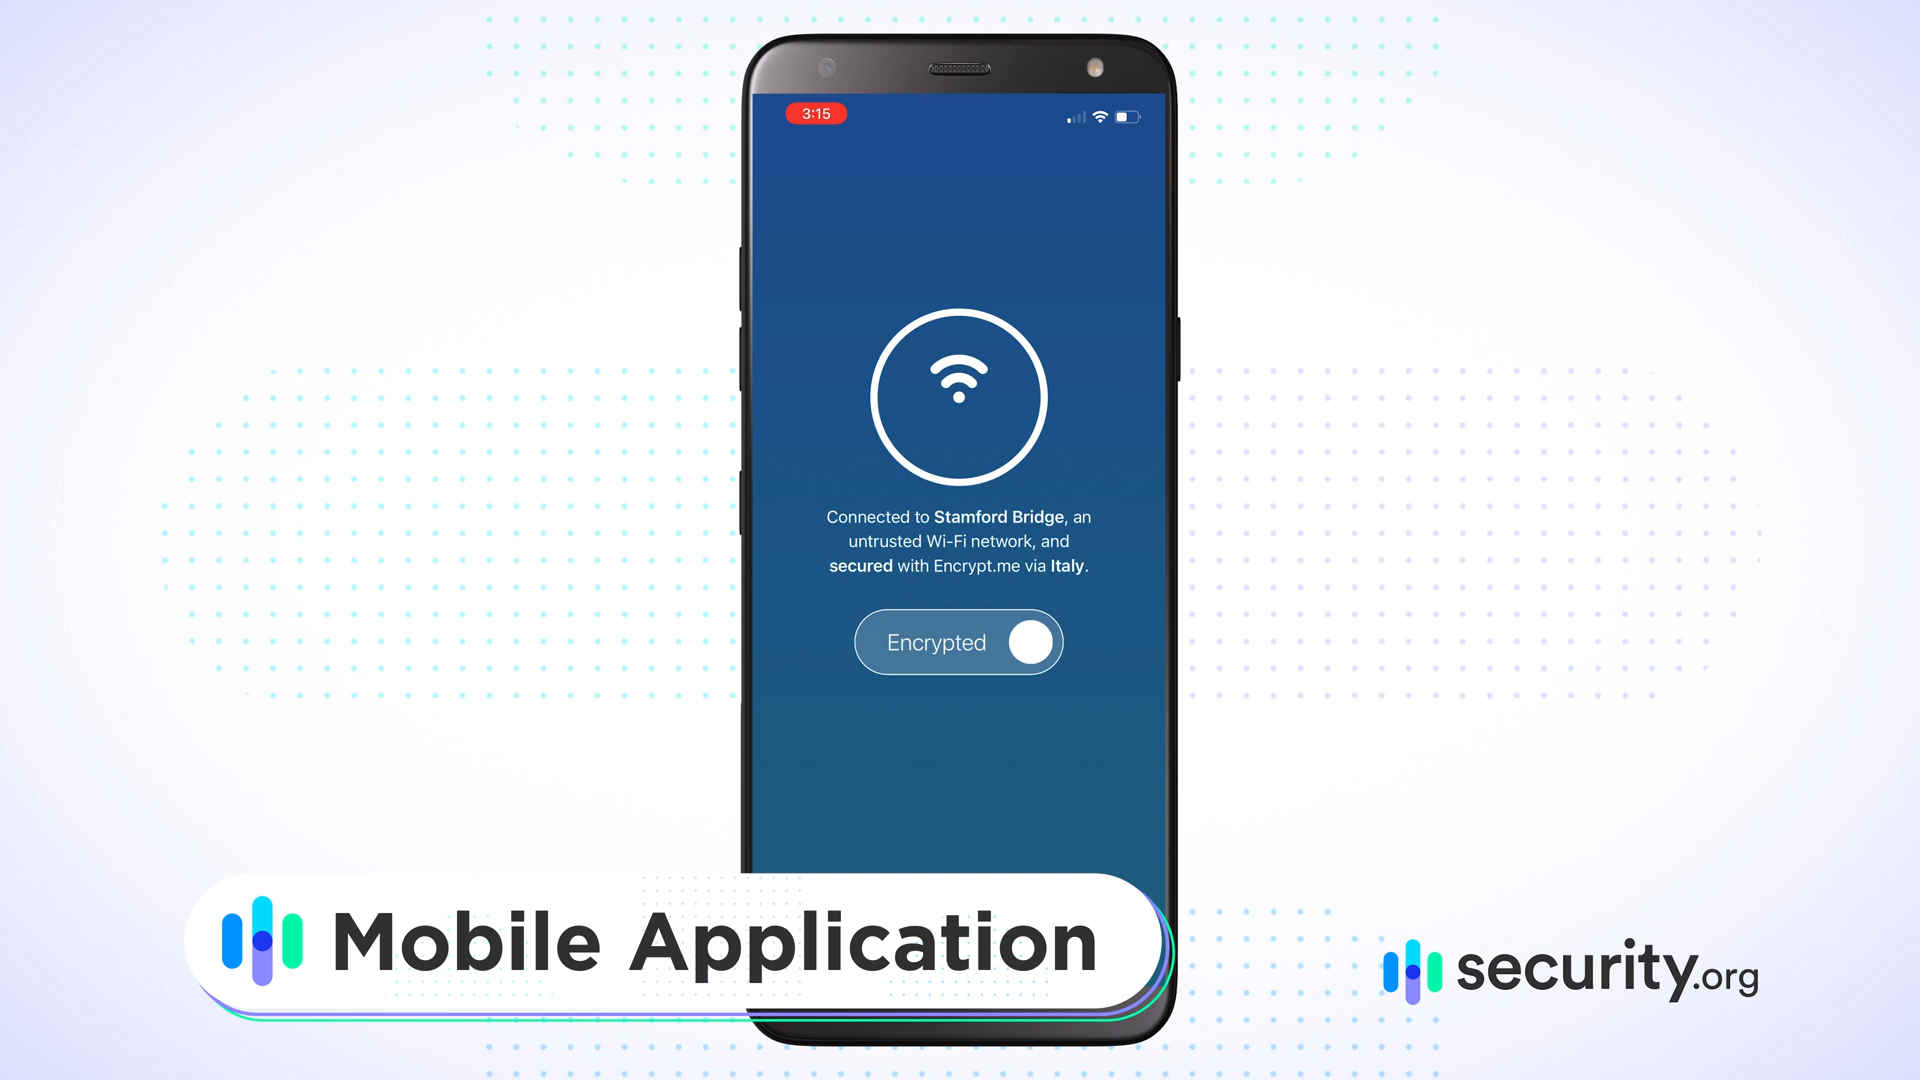 3:15
Connected to Stamford Bridge, an
untrusted Wi-Fi network, and
secured with Encrypt.me via Italy.
Encrypted
Mobile Application
security.org